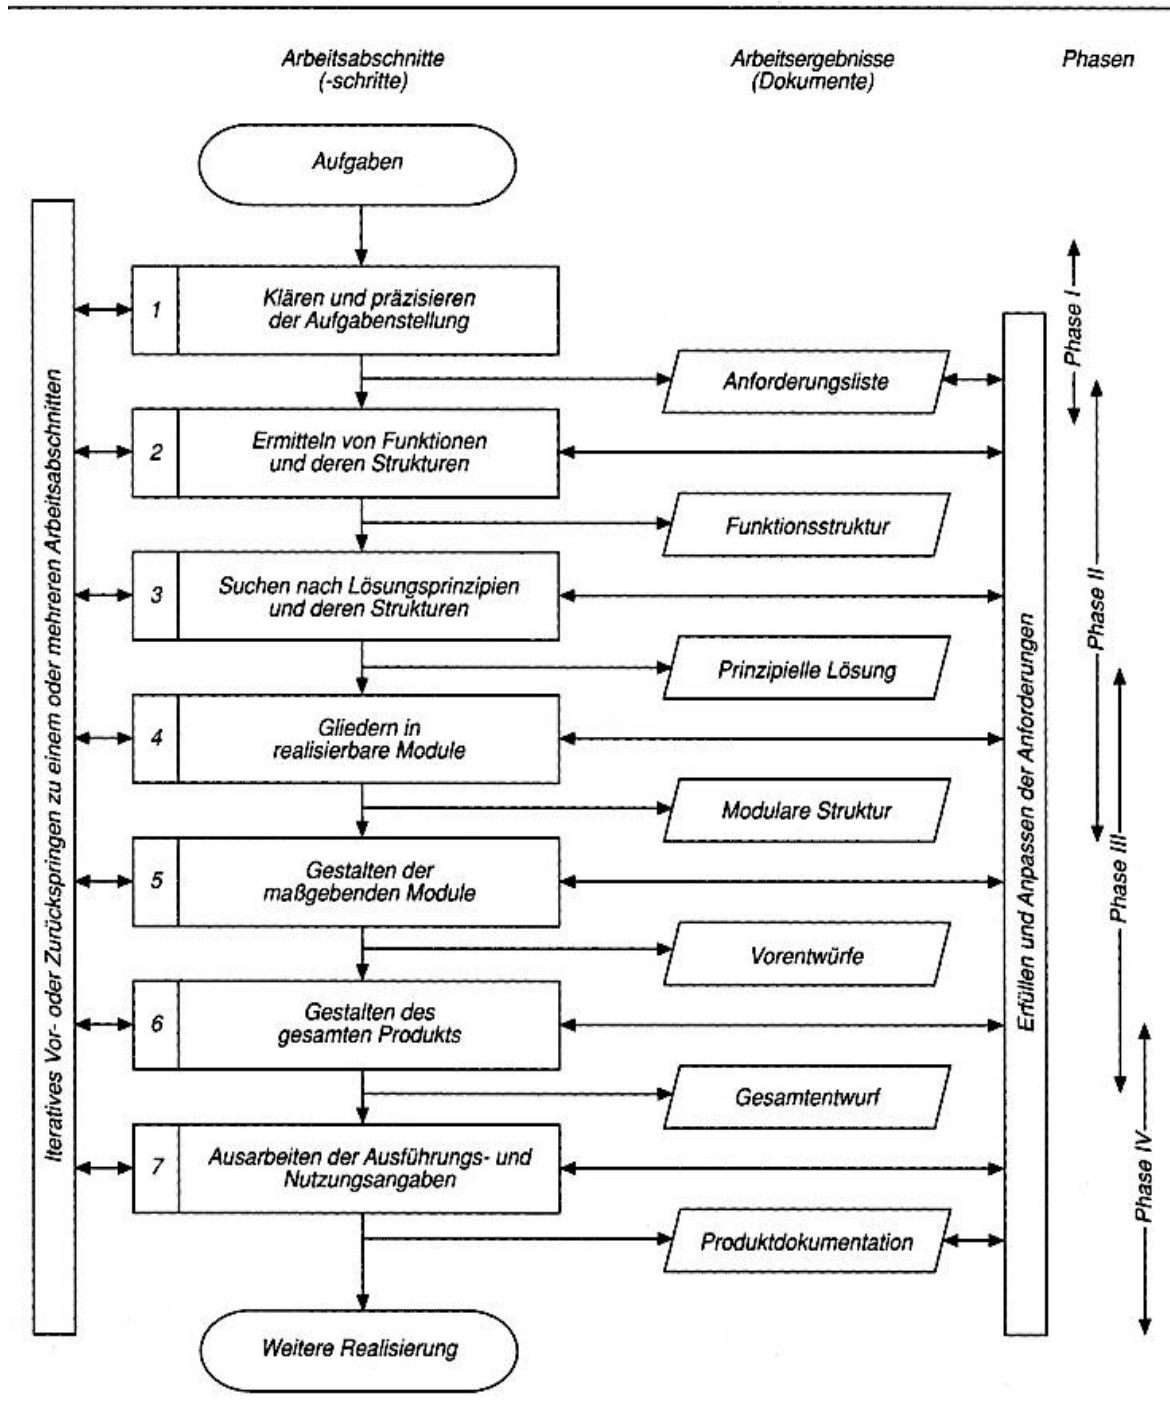 Arbeitsabschnitte
(-schritte)
Arbeitsergebnisse
(Dokumente)
Phasen
Aufgaben
1
Klären und präzisieren
der Aufgabenstellung
Anforderungsliste
2
Ermitteln von Funktionen
und deren Strukturen
Funktionsstruktur
3
Suchen nach Lösungsprinzipien
und deren Strukturen
Prinzipielle Lösung
4
Gliedern in
realisierbare Module
Modulare Struktur
5
Gestalten der
maßgebenden Module
Vorentwürfe
6
Gestalten des
gesamten Produkts
Gesamtentwurf
7
Ausarbeiten der Ausführungs- und
Nutzungsangaben
Produktdokumentation
Weitere Realisierung
Iteratives Vor- oder Zurückspringen zu einem oder mehreren Arbeitsabschnitten
Erfüllen und Anpassen der Anforderungen
Phase I
Phase II
Phase III
Phase IV